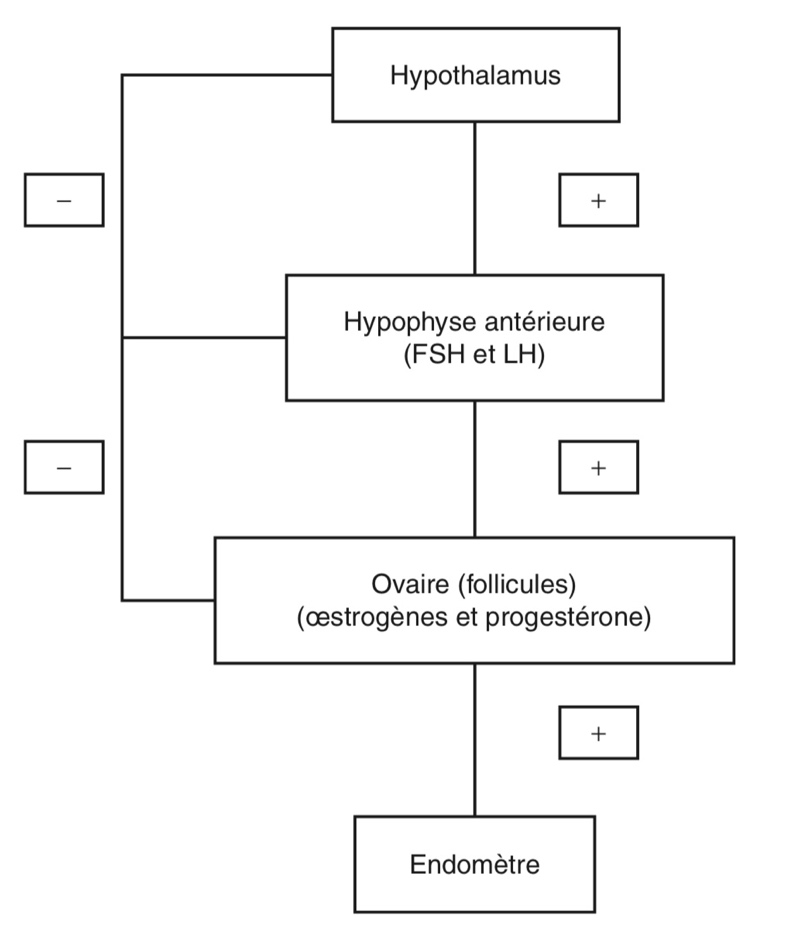 Hypothalamus
−
+
Hypophyse antérieure
(FSH et LH)
−
+
Ovaire (follicules)
(œstrogènes et progestérone)
+
Endomètre